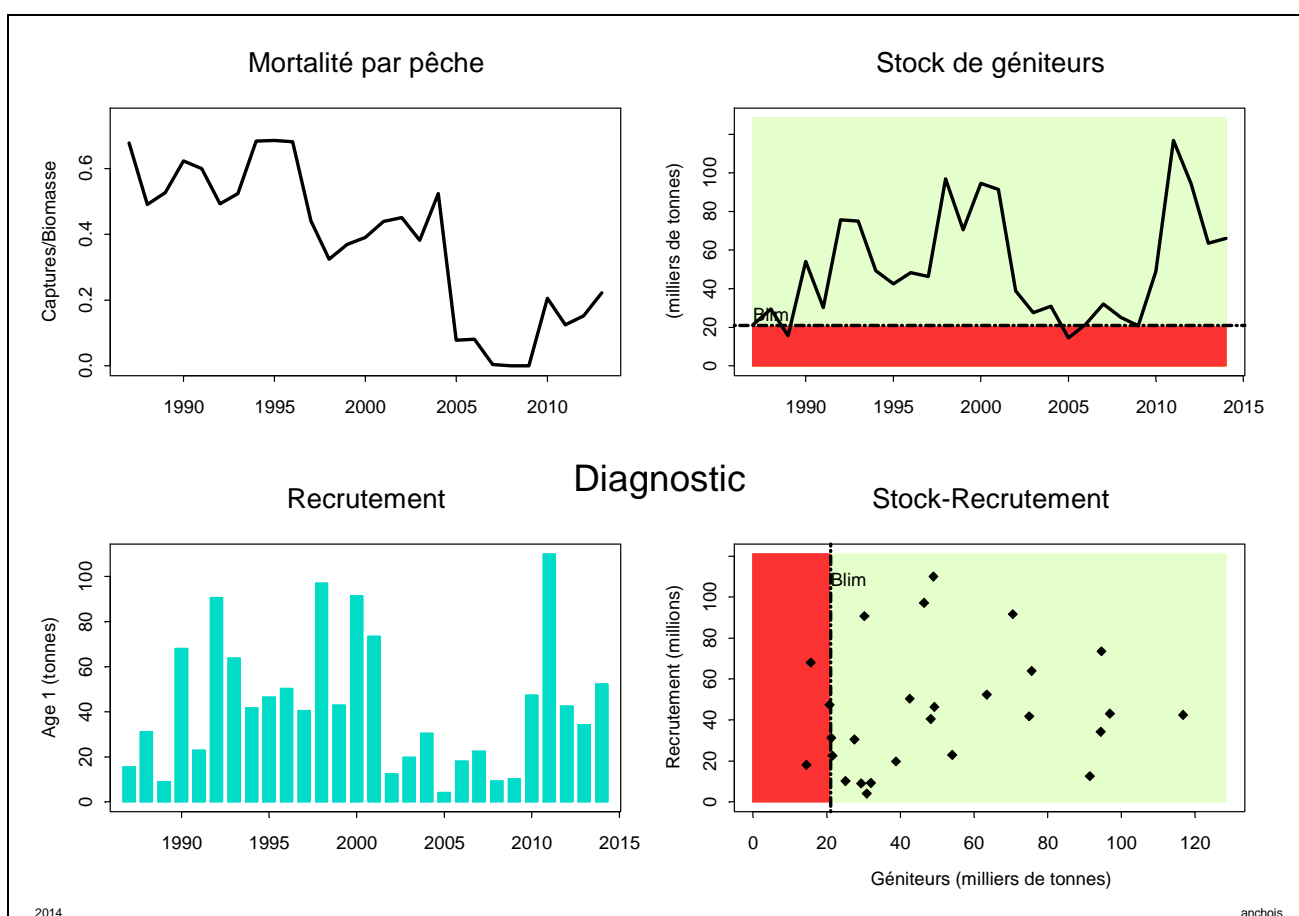 Mortalité par pêche
Captures/Biomasse
0.0 0.2 0.4 0.6
1990 1995 2000 2005 2010
Stock de géniteurs
(milliers de tonnes)
0 20 40 60 80 100
Blim
1990 1995 2000 2005 2010 2015
Diagnostic
Recrutement
Age 1 (tonnes)
0 20 40 60 80 100
1990 1995 2000 2005 2010 2015
Stock-Recrutement
Recrutement (millions)
0 20 40 60 80 100
Blim
0 20 40 60 80 100 120
Géniteurs (milliers de tonnes)
2014
anchois